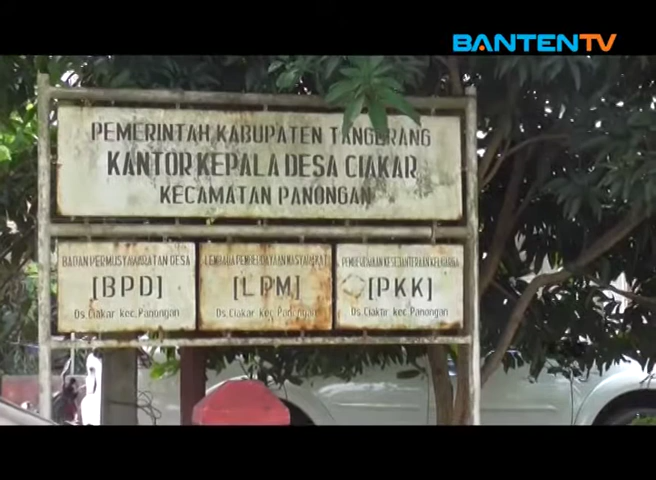 BANTENTV
PEMERINTAH KABUPATEN TANGERANG
KANTOR KEPALA DESA CIAKAR
KECAMATAN PANONGAN
BADAN PERMUSYAWARATAN DESA
[BPD]
Ds.Ciakar Kec.Panongan
LEMBAGA PEMBERDAYAAN MASYARAKAT
[LPM]
Ds.Ciakar Kec.Panongan
PEMBERDAYAAN KESEJAHTERAAN KELUARGA
[PKK]
Ds.Ciakar Kec.Panongan